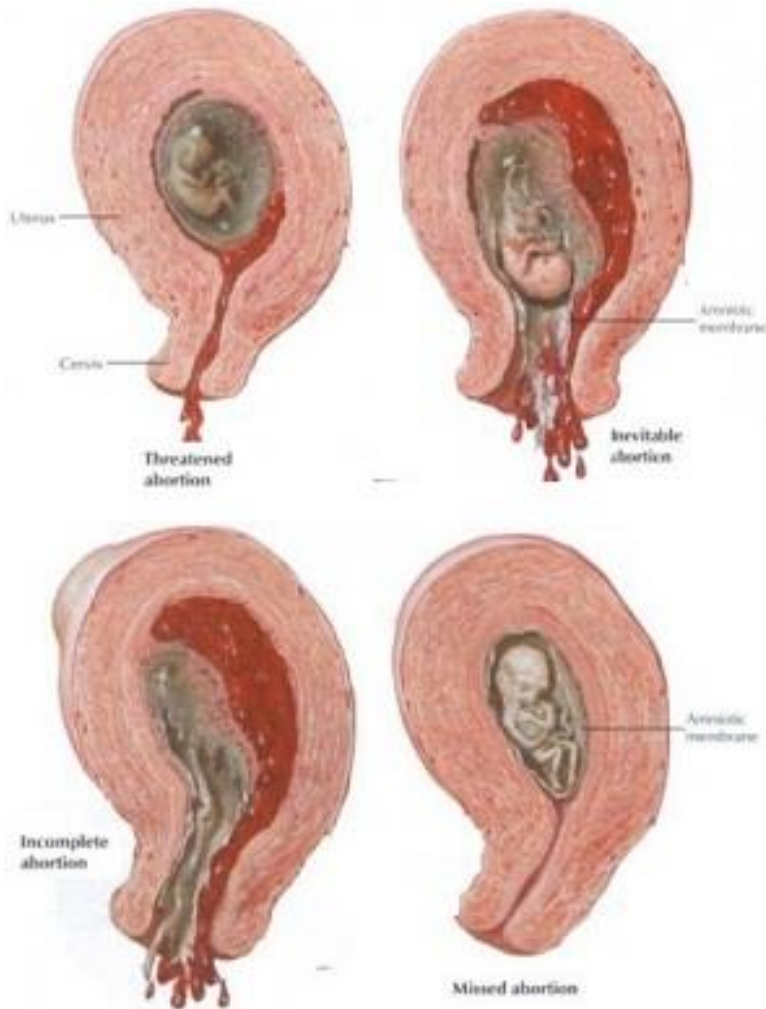 Uterus
Amniotic
membrane
Cervix
Threatened
abortion
Inevitable
abortion
Amniotic
membrane
Incomplete
abortion
Missed abortion